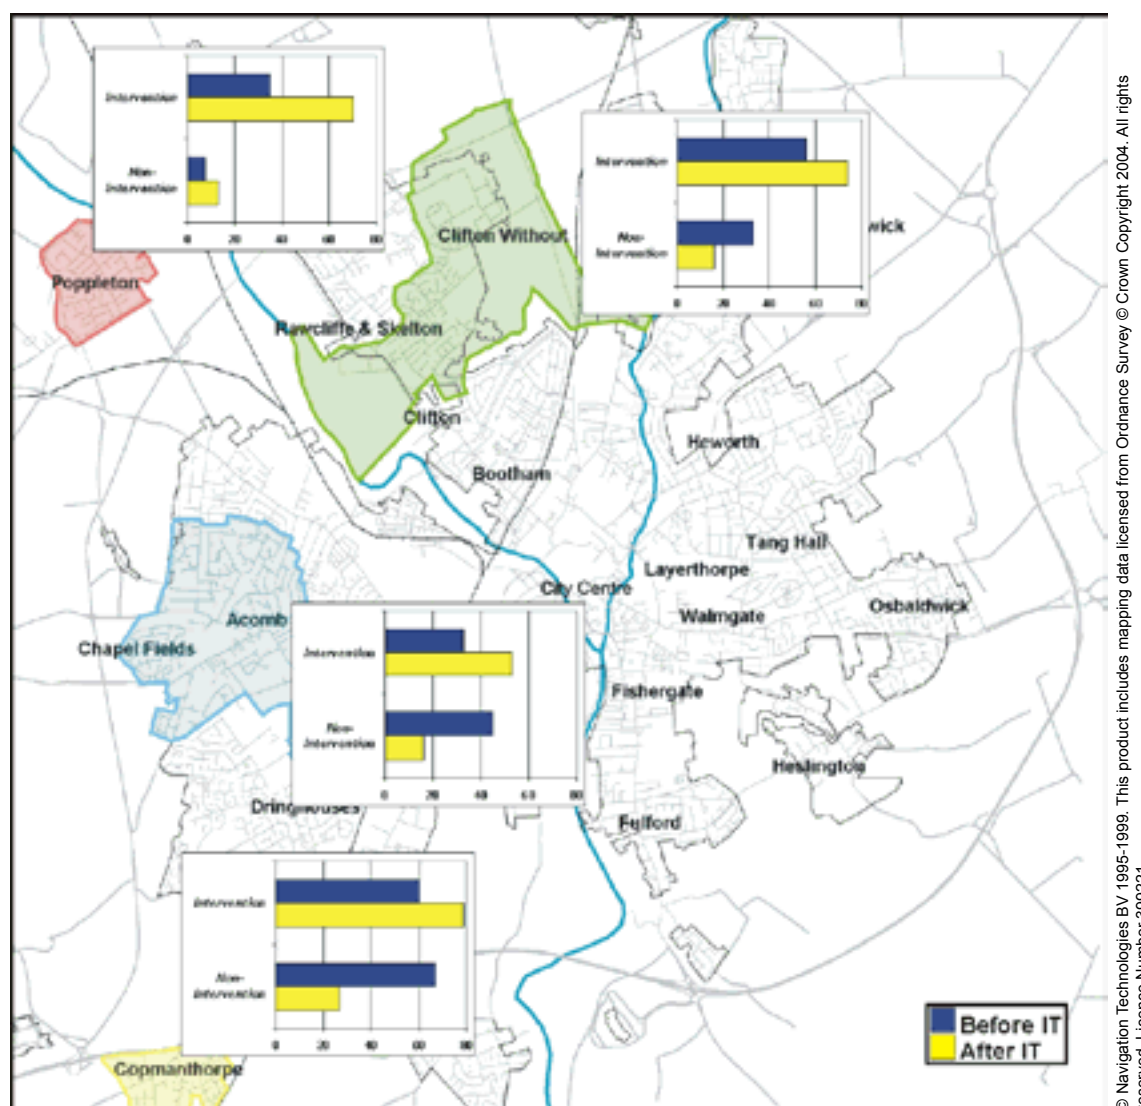 Intervention
Non-
Intervention
0 20 40 60 80
Intervention
Non-
Intervention
0 20 40 60 80
wick
Clifton Without
Poppleton
Rawcliffe & Skelton
Clifton
Heworth
Bootham
Tang Hall
Layerthorpe
City Centre
Walmgate
Osbaldwick
Acomb
Chapel Fields
Intervention
Non-
Intervention
0 20 40 60 80
Fishergate
Heslington
Dringhouses
Fulford
Intervention
Non-
Intervention
0 20 40 60 80
Copmanthorpe
Before IT
After IT
© Navigation Technologies BV 1995-1999. This product includes mapping data licensed from Ordnance Survey © Crown Copyright 2004. All rights
reserved. Licence Number